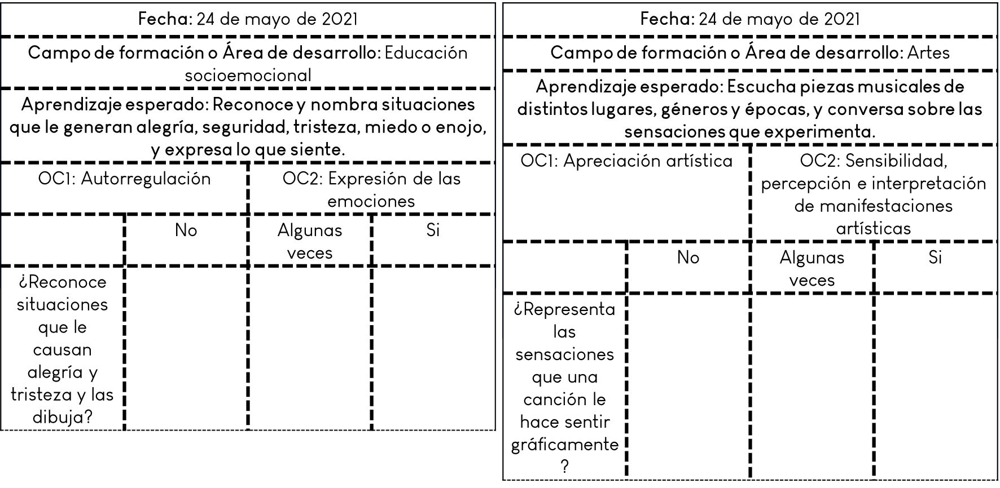 Fecha: 24 de mayo de 2021
Campo de formación o Área de desarrollo: Educación
socioemocional
Aprendizaje esperado: Reconoce y nombra situaciones
que le generan alegría, seguridad, tristeza, miedo o enojo,
y expresa lo que siente.
OC1: Autorregulación
OC2: Expresión de las
emociones
No
Algunas
veces
Si
¿Reconoce
situaciones
que le
causan
alegría y
tristeza y las
dibuja?
Fecha: 24 de mayo de 2021
Campo de formación o Área de desarrollo: Artes
Aprendizaje esperado: Escucha piezas musicales de
distintos lugares, géneros y épocas, y conversa sobre las
sensaciones que experimenta.
OC1: Apreciación artística
OC2: Sensibilidad,
percepción e interpretación
de manifestaciones
artísticas
No
Algunas
veces
Si
¿Representa
las
sensaciones
que una
canción le
hace sentir
gráficamente
?